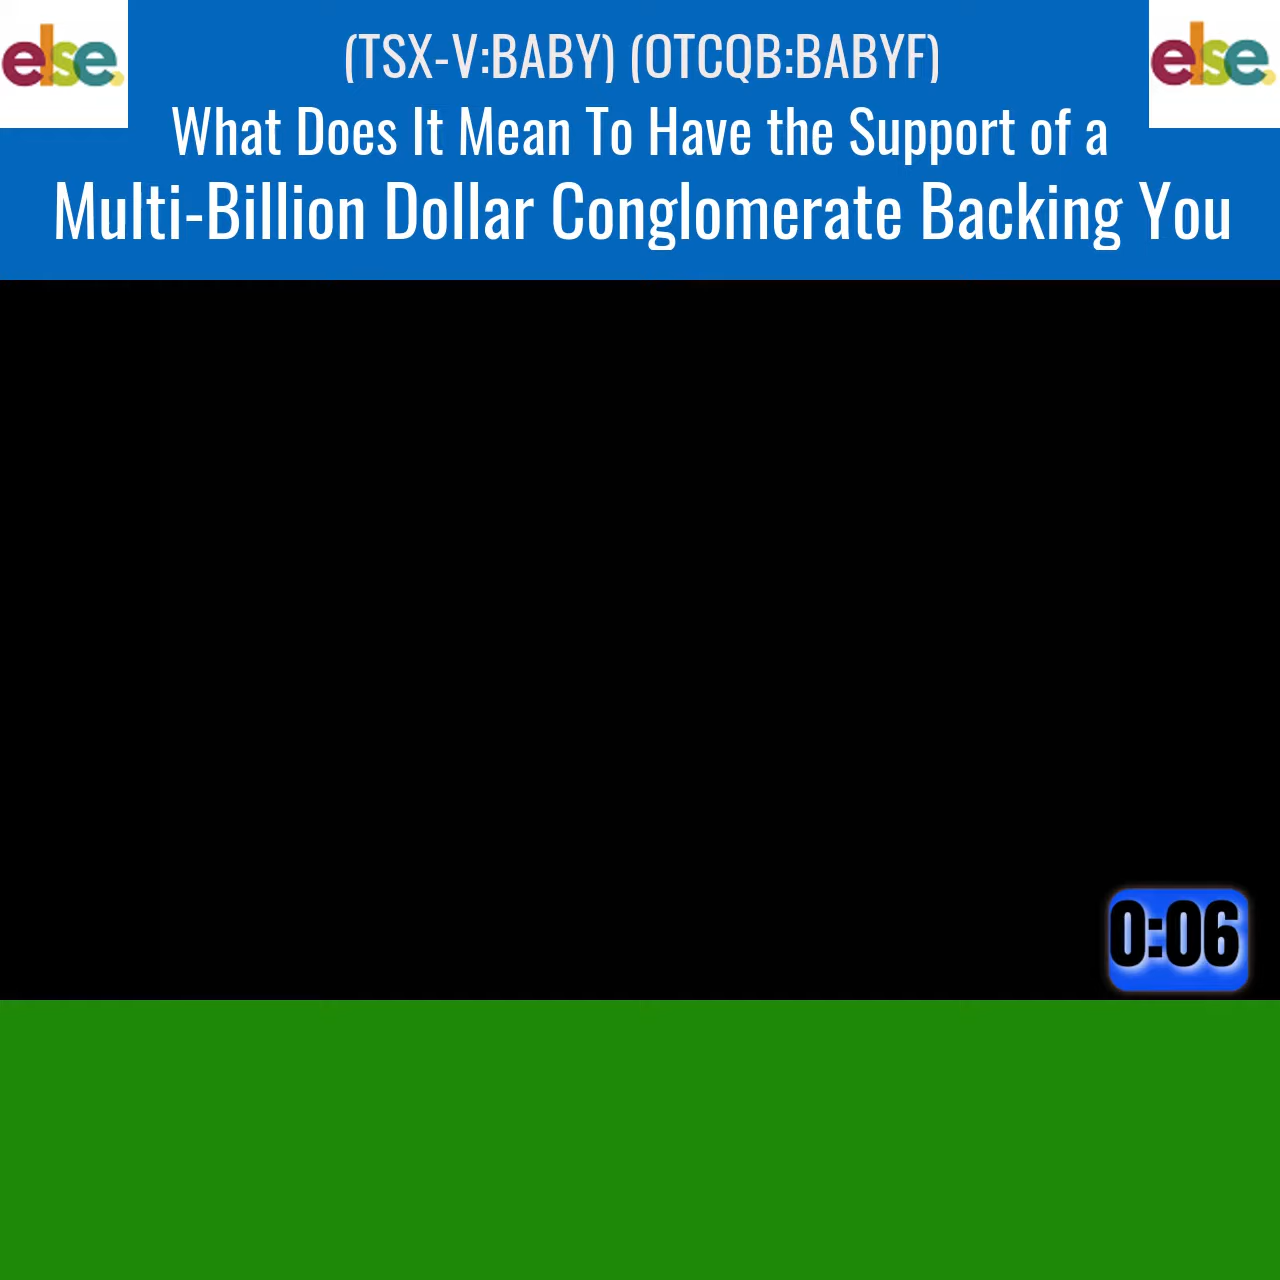 else.
(TSX-V:BABY) (OTCQB:BABYF)
else.
What Does It Mean To Have the Support of a
Multi-Billion Dollar Conglomerate Backing You
0:06